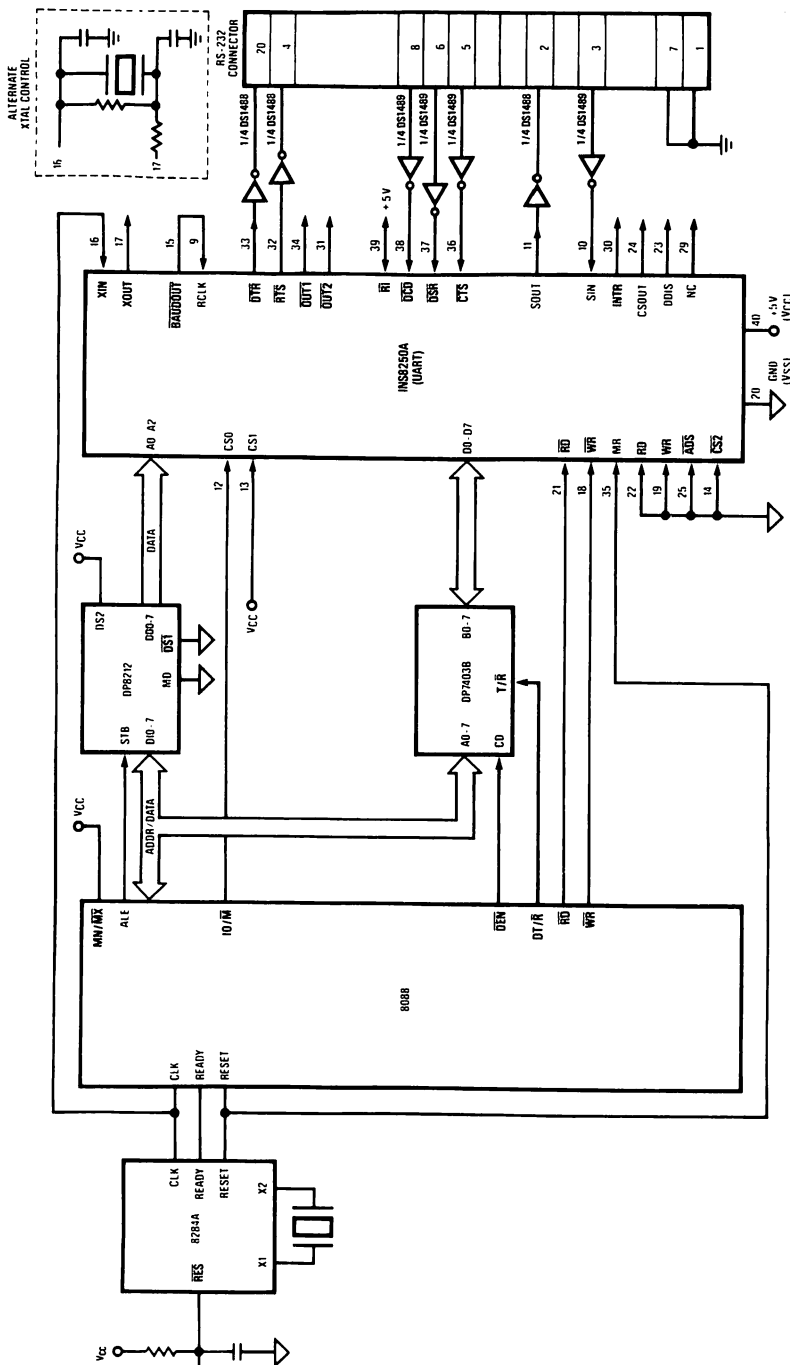 ALTERNATE
XTAL CONTROL
16
17
RS-232
CONNECTOR
20
4
8
6
5
2
3
7
1
1/4 DS1488
1/4 DS1488
1/4 DS1489
1/4 DS1489
1/4 DS1489
1/4 DS1488
1/4 DS1489
+5V
16
17
15
9
33
32
34
31
39
38
37
36
11
10
30
24
23
29
XIN
XOUT
BAUDOUT
RCLK
DTR
RTS
OUT1
OUT2
RI
DCD
DSR
CTS
SOUT
SIN
INTR
CSOUT
DDIS
NC
INS8250A
(UART)
40
+5V
(VCC)
20
GND
(VSS)
A0 A2
CS0
CS1
D0-D7
RD
WR
MR
RD
WR
ADS
CS2
12
13
21
18
35
22
19
25
14
DATA
VCC
VCC
DS2
DP8212
DO0-7
DS1
MD
STB
DI0-7
DP7403B
B0-7
T/R
A0-7
CD
VCC
ADDR/DATA
MN/MX
ALE
IO/M
DEN
DT/R
RD
WR
8088
CLK
READY
RESET
CLK
READY
RESET
8284A
X2
X1
RES
Vcc